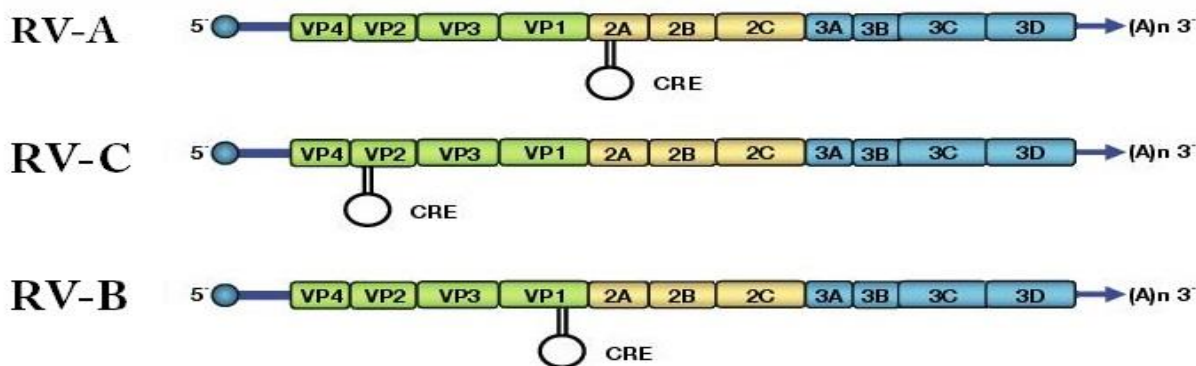 RV-A 5´ VP4 VP2 VP3 VP1 2A 2B 2C 3A 3B 3C 3D (A)n 3´
CRE
RV-C 5´ VP4 VP2 VP3 VP1 2A 2B 2C 3A 3B 3C 3D (A)n 3´
CRE
RV-B 5´ VP4 VP2 VP3 VP1 2A 2B 2C 3A 3B 3C 3D (A)n 3´
CRE